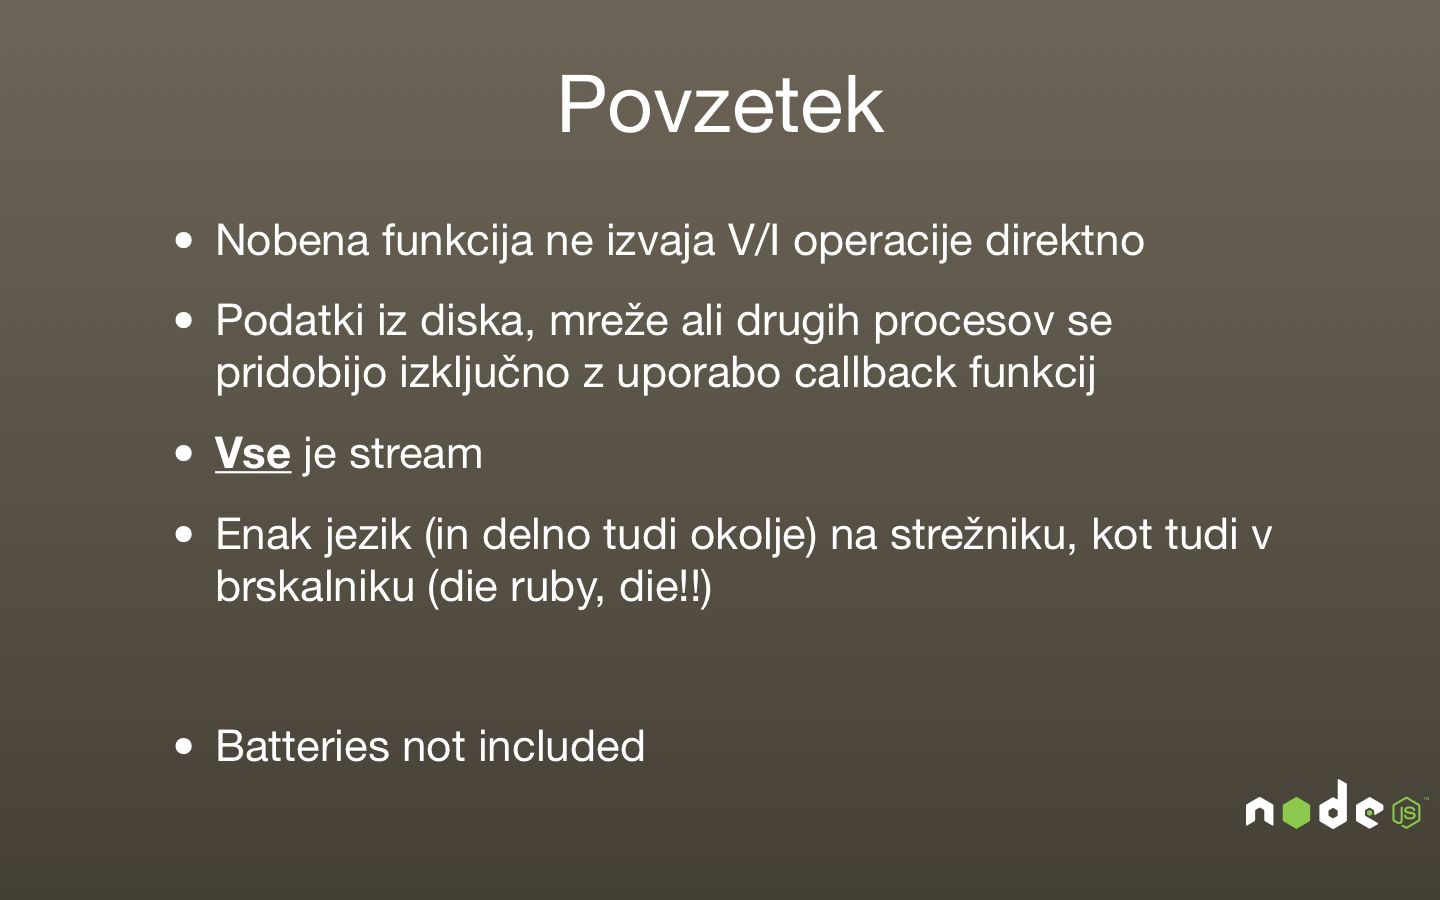 Povzetek
• Nobena funkcija ne izvaja V/I operacije direktno
• Podatki iz diska, mreže ali drugih procesov se
pridobijo izključno z uporabo callback funkcij
• Vse je stream
• Enak jezik (in delno tudi okolje) na strežniku, kot tudi v
brskalniku (die ruby, die!!)
• Batteries not included
node JS™